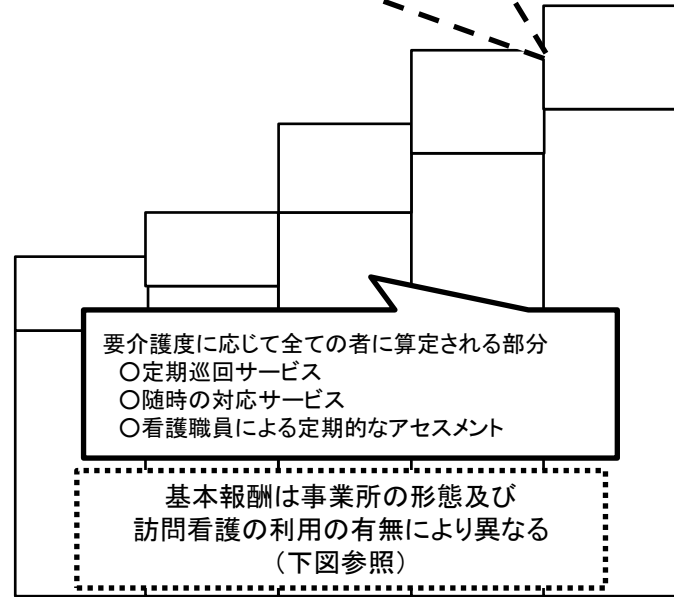 要介護度に応じて全ての者に算定される部分
○定期巡回サービス
○随時の対応サービス
○看護職員による定期的なアセスメント
基本報酬は事業所の形態及び
訪問看護の利用の有無により異なる
（下図参照）